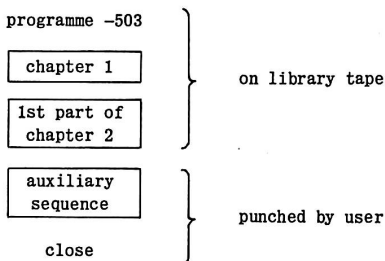 programme -503
chapter 1
on library tape
1st part of
chapter 2
auxiliary
sequence
punched by user
close